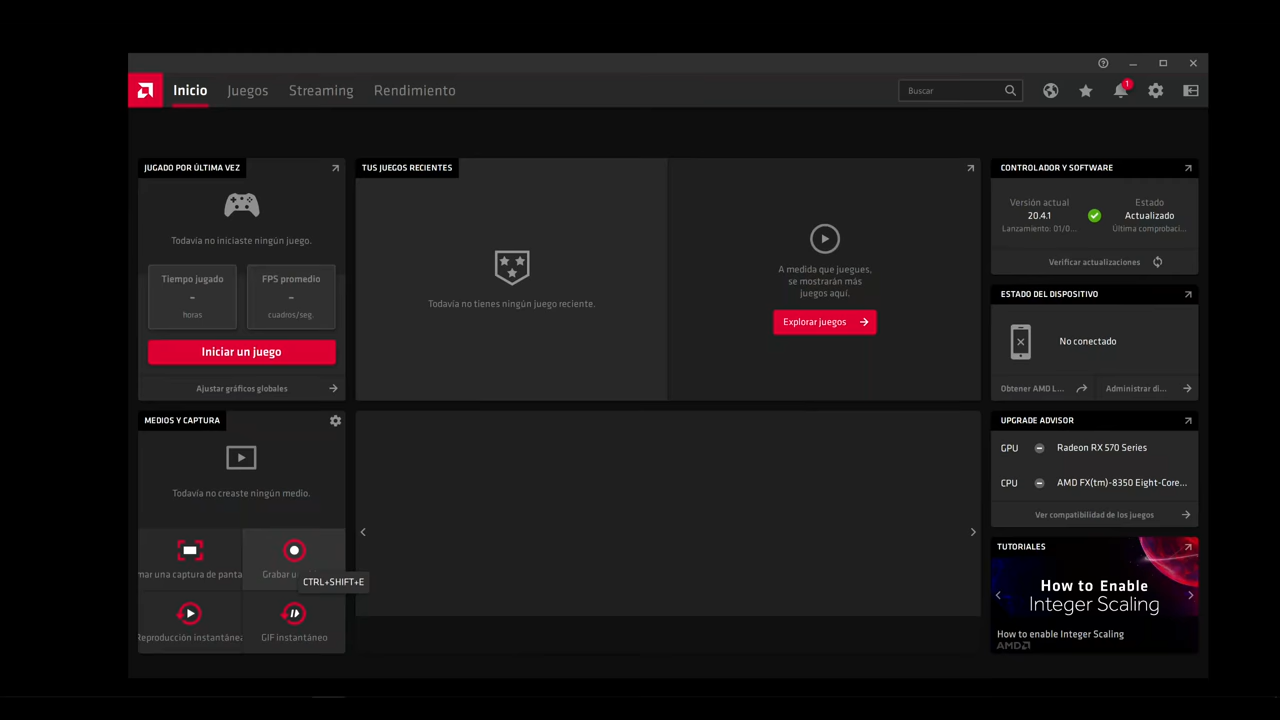 Inicio
Juegos
Streaming
Rendimiento
Buscar
1
JUGADO POR ÚLTIMA VEZ
Todavía no iniciaste ningún juego.
Tiempo jugado
-
horas
FPS promedio
-
cuadros/seg.
Iniciar un juego
Ajustar gráficos globales
TUS JUEGOS RECIENTES
Todavía no tienes ningún juego reciente.
A medida que juegues,
se mostrarán más
juegos aquí.
Explorar juegos
CONTROLADOR Y SOFTWARE
Versión actual
20.4.1
Lanzamiento: 01/0...
Estado
Actualizado
Última comprobaci...
Verificar actualizaciones
ESTADO DEL DISPOSITIVO
No conectado
Obtener AMD L...
Administrar di...
MEDIOS Y CAPTURA
Todavía no creaste ningún medio.
mar una captura de panta
Grabar u
CTRL+SHIFT+E
Reproducción instantánea
GIF instantáneo
UPGRADE ADVISOR
GPU
Radeon RX 570 Series
CPU
AMD FX(tm)-8350 Eight-Core...
Ver compatibilidad de los juegos
TUTORIALES
How to Enable
Integer Scaling
How to enable Integer Scaling
AMD